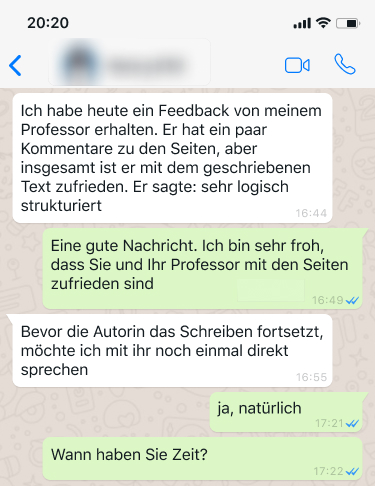 20:20
Ich habe heute ein Feedback von meinem
Professor erhalten. Er hat ein paar
Kommentare zu den Seiten, aber
insgesamt ist er mit dem geschriebenen
Text zufrieden. Er sagte: sehr logisch
strukturiert
16:44
Eine gute Nachricht. Ich bin sehr froh,
dass Sie und Ihr Professor mit den Seiten
zufrieden sind
16:49
Bevor die Autorin das Schreiben fortsetzt,
möchte ich mit ihr noch einmal direkt
sprechen
16:55
ja, natürlich
17:21
Wann haben Sie Zeit?
17:22